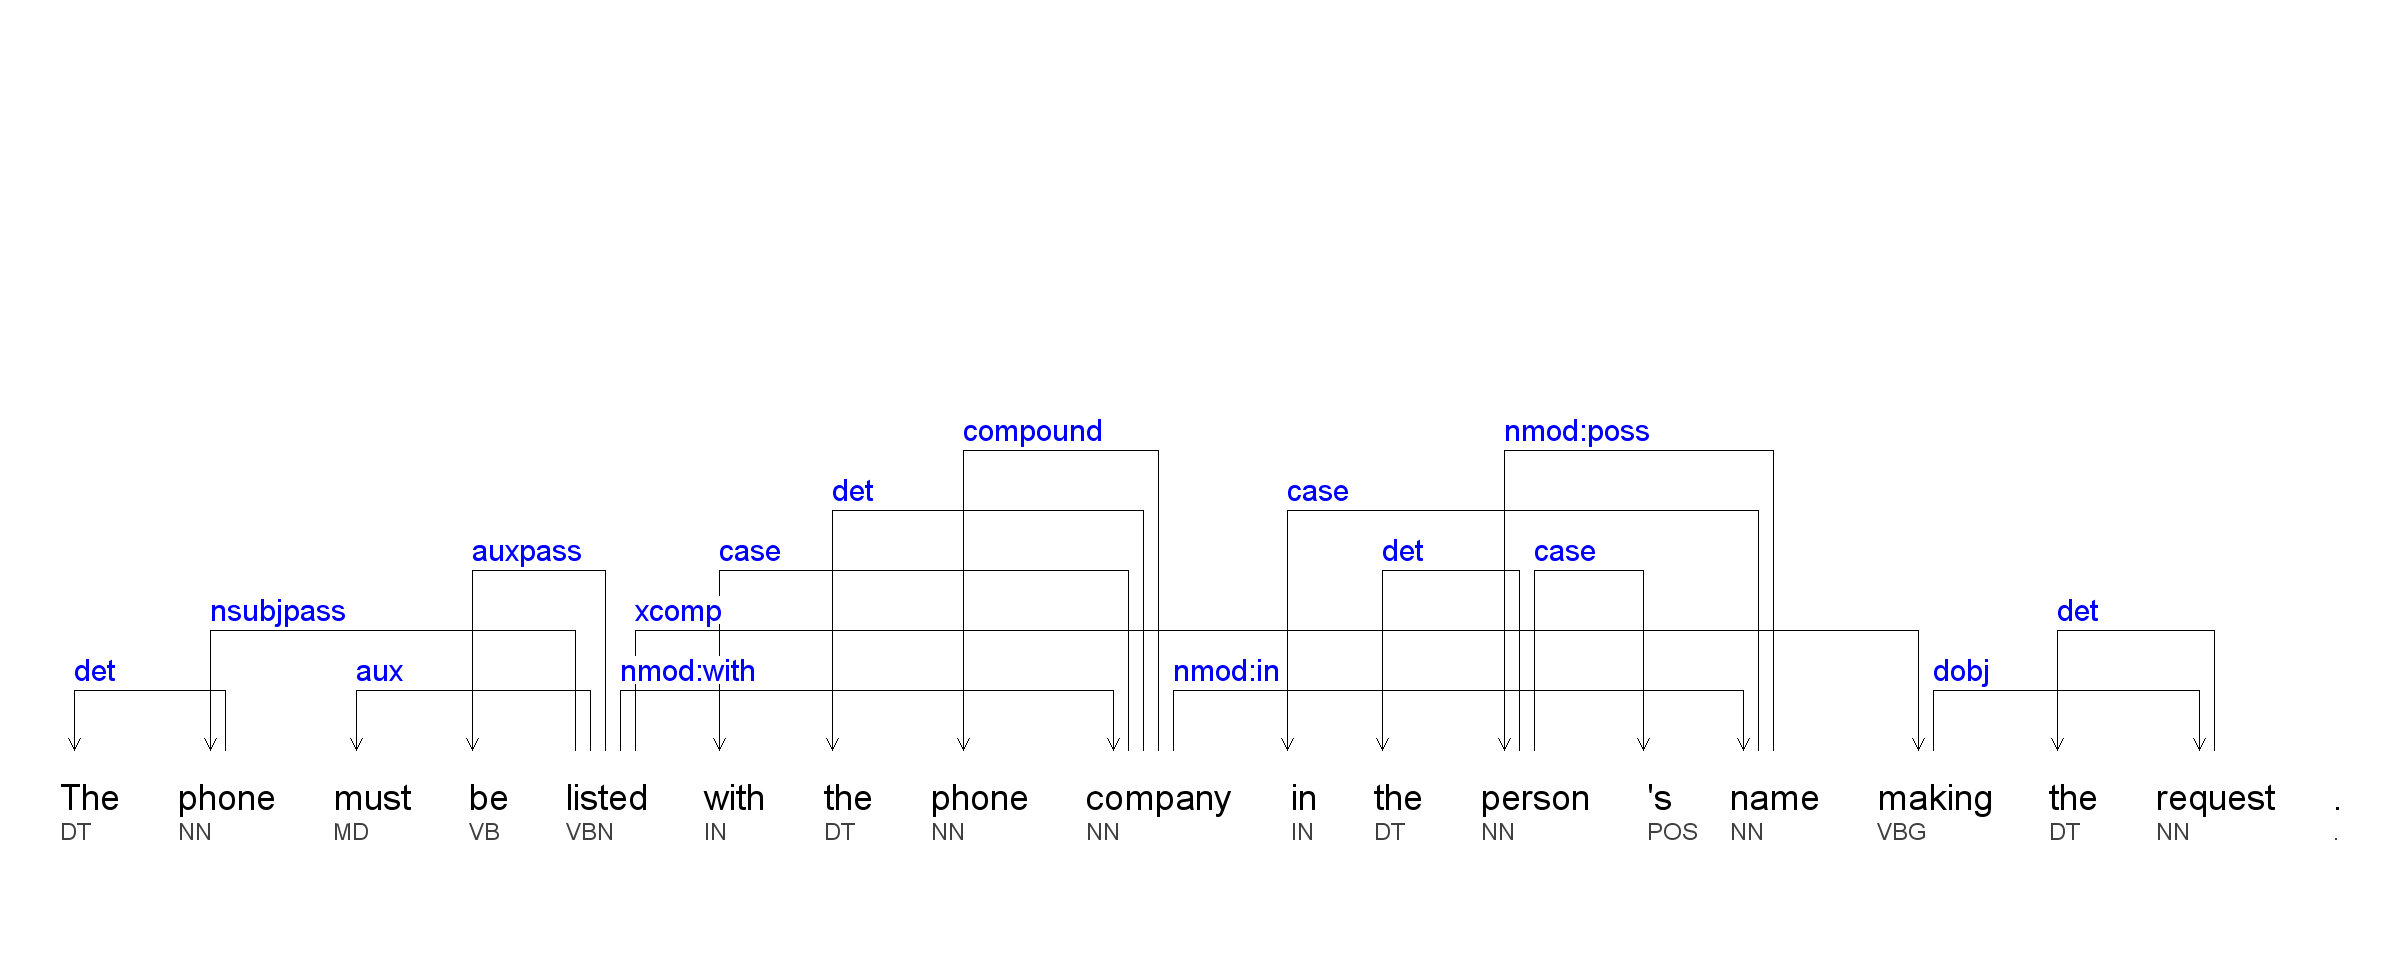 compound nmod:poss
det case
auxpass case det case
nsubjpass xcomp det
det aux nmod:with nmod:in dobj
The phone must be listed with the phone company in the person 's name making the request .
DT NN MD VB VBN IN DT NN NN IN DT NN POS NN VBG DT NN .